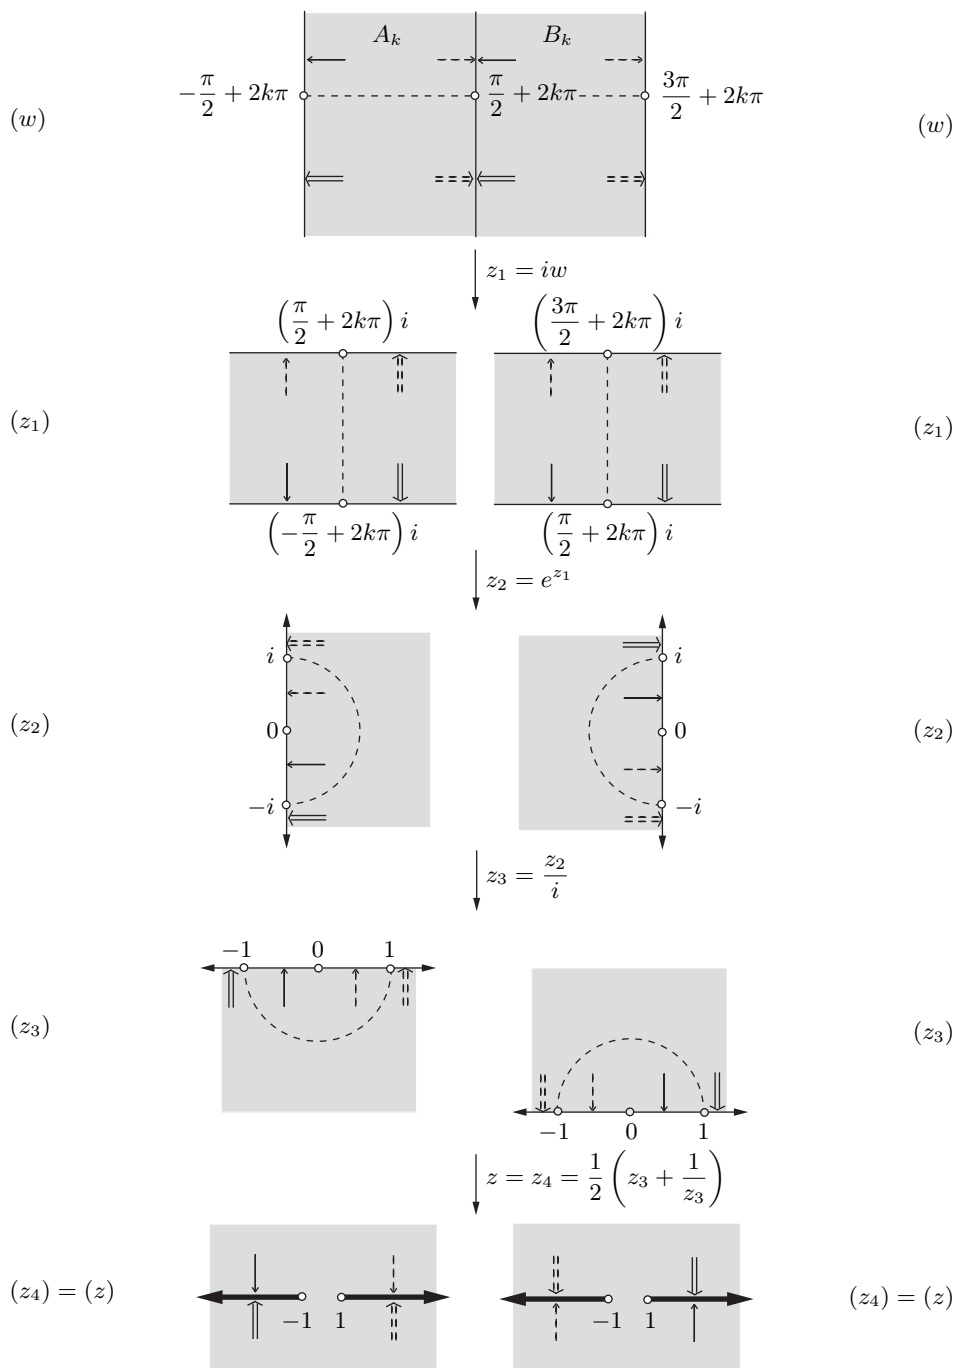 A_k B_k
−π/2 + 2kπ π/2 + 2kπ 3π/2 + 2kπ
(w) (w)
z_1 = iw
(π/2 + 2kπ) i (3π/2 + 2kπ) i
(z_1) (z_1)
(−π/2 + 2kπ) i (π/2 + 2kπ) i
z_2 = e^{z_1}
i i
(z_2) 0 0 (z_2)
−i −i
z_3 = z_2/i
−1 0 1
(z_3) (z_3)
−1 0 1
z = z_4 = 1/2 (z_3 + 1/z_3)
(z_4) = (z) (z_4) = (z)
−1 1 −1 1